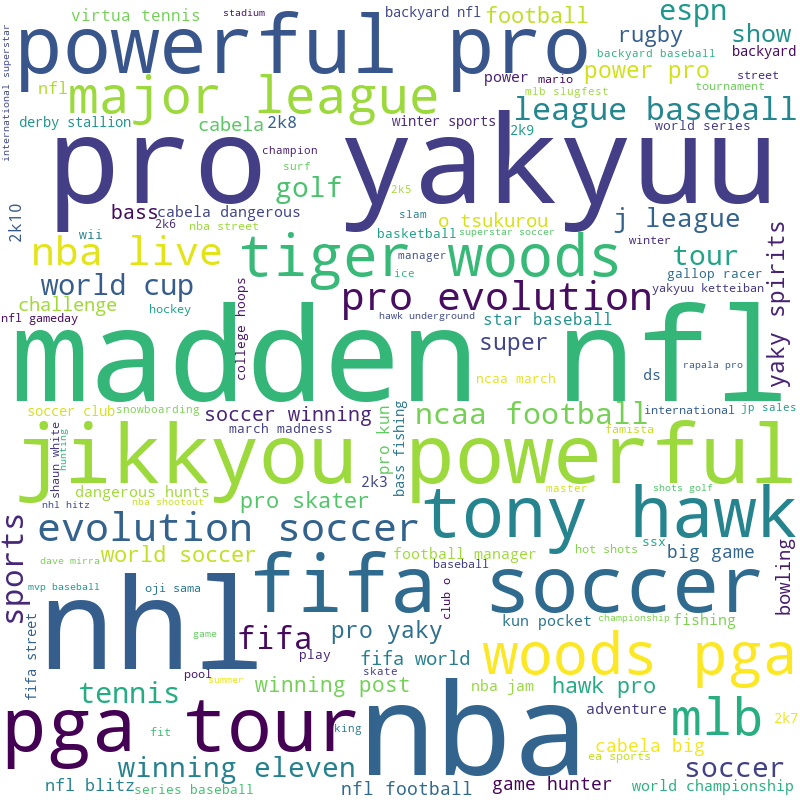 virtua tennis
stadium
backyard nfl
football
espn
powerful pro
rugby
show
backyard baseball
backyard
international superstar
nfl
major league
power
mario
power pro
street
mlb slugfest
tournament
league baseball
derby stallion
cabela
2k8
winter sports
2k9
world series
pro yakyuu
champion
surf
golf
2k5
bass
cabela dangerous
2k6
nba street
slam
o tsukurou
j league
2k10
wii
basketball
superstar soccer
winter
nba live
tiger woods
manager
tour
yaky spirits
ice
gallop racer
world cup
pro evolution
yakyuu ketteiban
challenge
hockey
college hoops
nfl gameday
hawk underground
star baseball
madden nfl
super
rapala pro
ds
ncaa march
soccer club
snowboarding
soccer winning
pro kun
bass fishing
ncaa football
international
jp sales
march madness
famista
jikkyou powerful
shaun white
hunting
dangerous hunts
2k3
nba shootout
pro skater
master
shots golf
nhl hitz
tony hawk
sports
evolution soccer
ssx
big game
world soccer
football manager
hot shots
dave mirra
baseball
bowling
fifa soccer
mvp baseball
oji sama
club o
nhl
championship
kun pocket
fishing
fifa street
game
fifa
pro yaky
play
fifa world
woods pga
pool
skate
summer
tennis
winning post
nba jam
hawk pro
pga tour
nba
adventure
mlb
2k7
fit
king
cabela big
ea sports
winning eleven
soccer
nfl blitz
series baseball
nfl football
game hunter
world championship